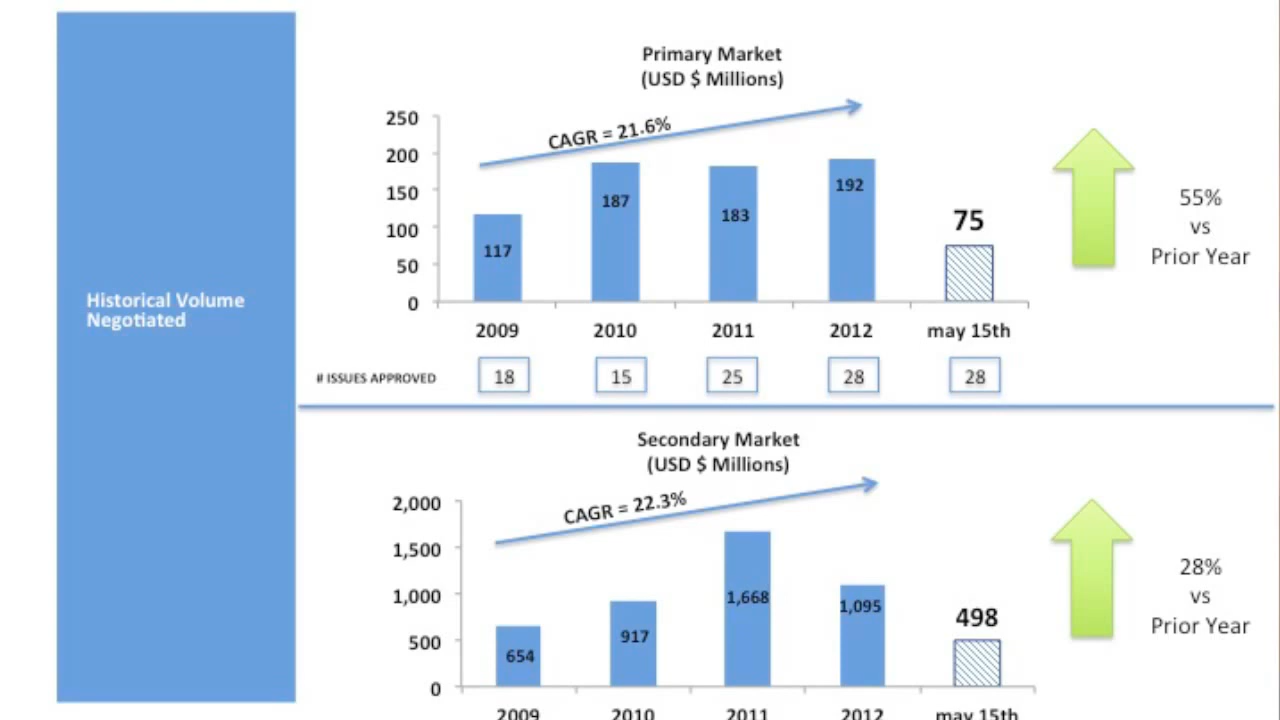 Historical Volume
Negotiated
Primary Market
(USD $ Millions)
CAGR = 21.6%
250
200
150
100
50
0
117
187
183
192
75
2009 2010 2011 2012 may 15th
# ISSUES APPROVED 18 15 25 28 28
55%
vs
Prior Year
Secondary Market
(USD $ Millions)
CAGR = 22.3%
2,000
1,500
1,000
500
0
654
917
1,668
1,095
498
2009 2010 2011 2012 may 15th
28%
vs
Prior Year